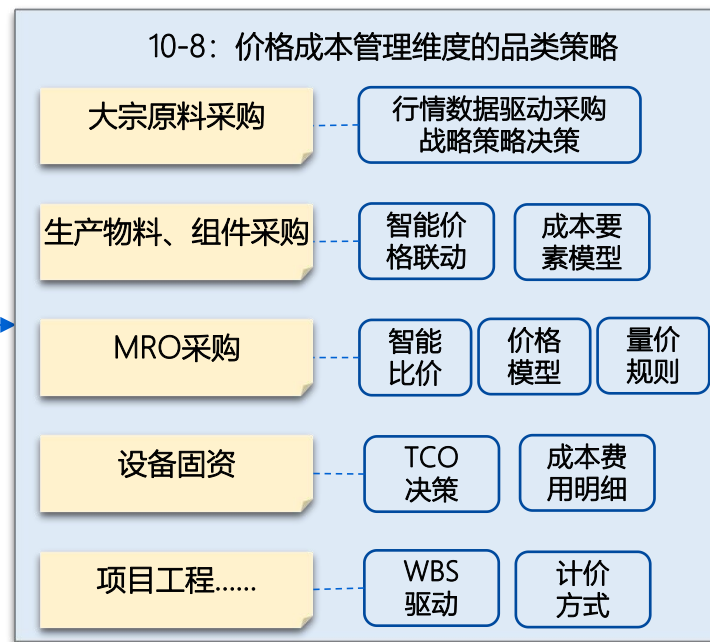 10-8：价格成本管理维度的品类策略
大宗原料采购
行情数据驱动采购
战略策略决策
生产物料、组件采购
智能价
格联动
成本要
素模型
MRO采购
智能
比价
价格
模型
量价
规则
设备固资
TCO
决策
成本费
用明细
项目工程……
WBS
驱动
计价
方式